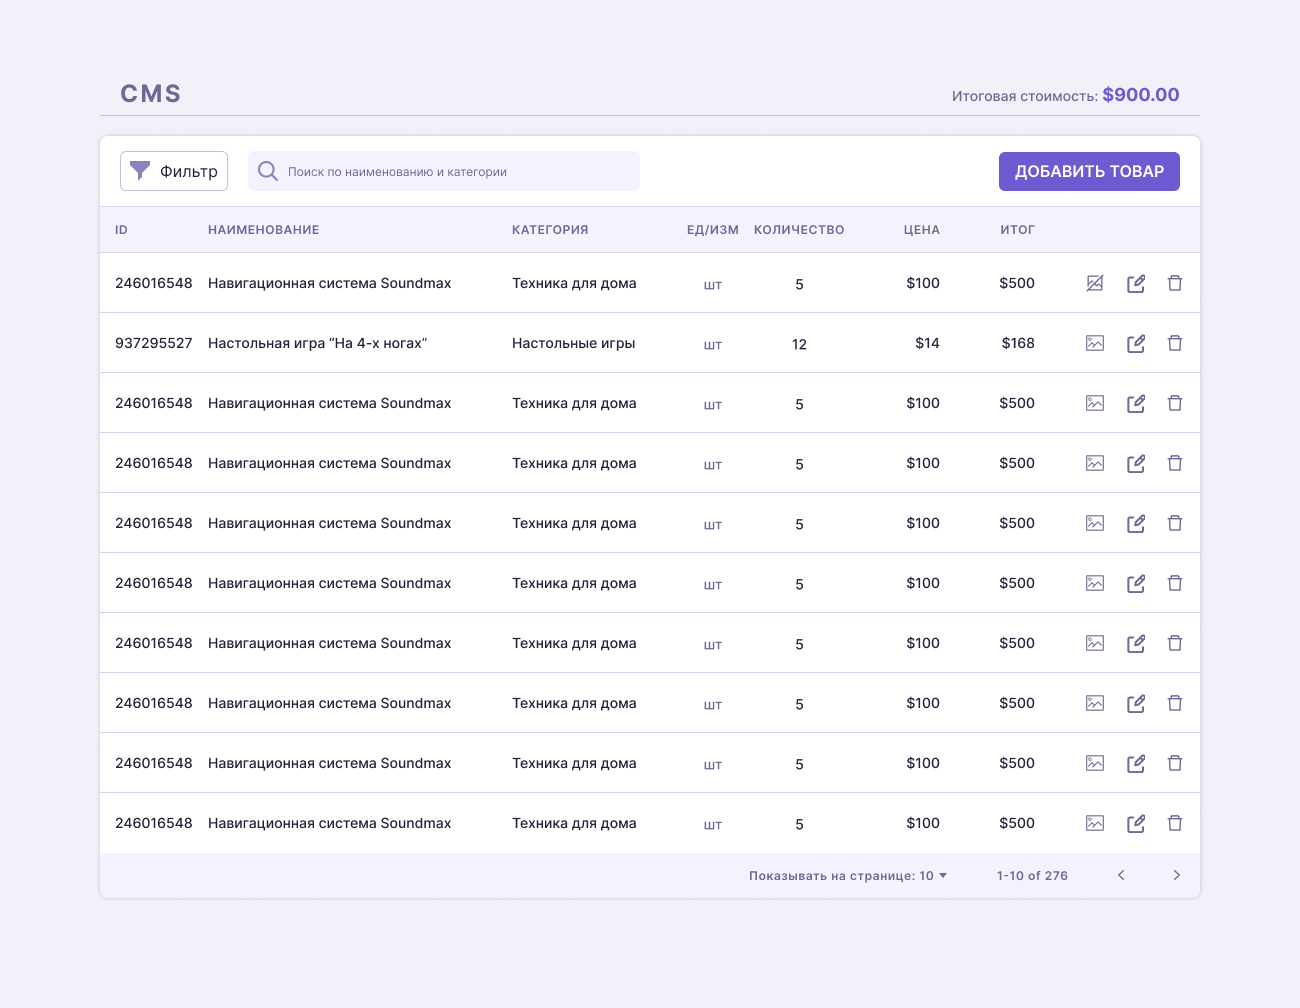 CMS
Итоговая стоимость: $900.00
Фильтр
Поиск по наименованию и категории
ДОБАВИТЬ ТОВАР
ID НАИМЕНОВАНИЕ КАТЕГОРИЯ ЕД/ИЗМ КОЛИЧЕСТВО ЦЕНА ИТОГ
246016548 Навигационная система Soundmax Техника для дома шт 5 $100 $500
937295527 Настольная игра “На 4-х ногах” Настольные игры шт 12 $14 $168
246016548 Навигационная система Soundmax Техника для дома шт 5 $100 $500
246016548 Навигационная система Soundmax Техника для дома шт 5 $100 $500
246016548 Навигационная система Soundmax Техника для дома шт 5 $100 $500
246016548 Навигационная система Soundmax Техника для дома шт 5 $100 $500
246016548 Навигационная система Soundmax Техника для дома шт 5 $100 $500
246016548 Навигационная система Soundmax Техника для дома шт 5 $100 $500
246016548 Навигационная система Soundmax Техника для дома шт 5 $100 $500
246016548 Навигационная система Soundmax Техника для дома шт 5 $100 $500
Показывать на странице: 10 1-10 of 276